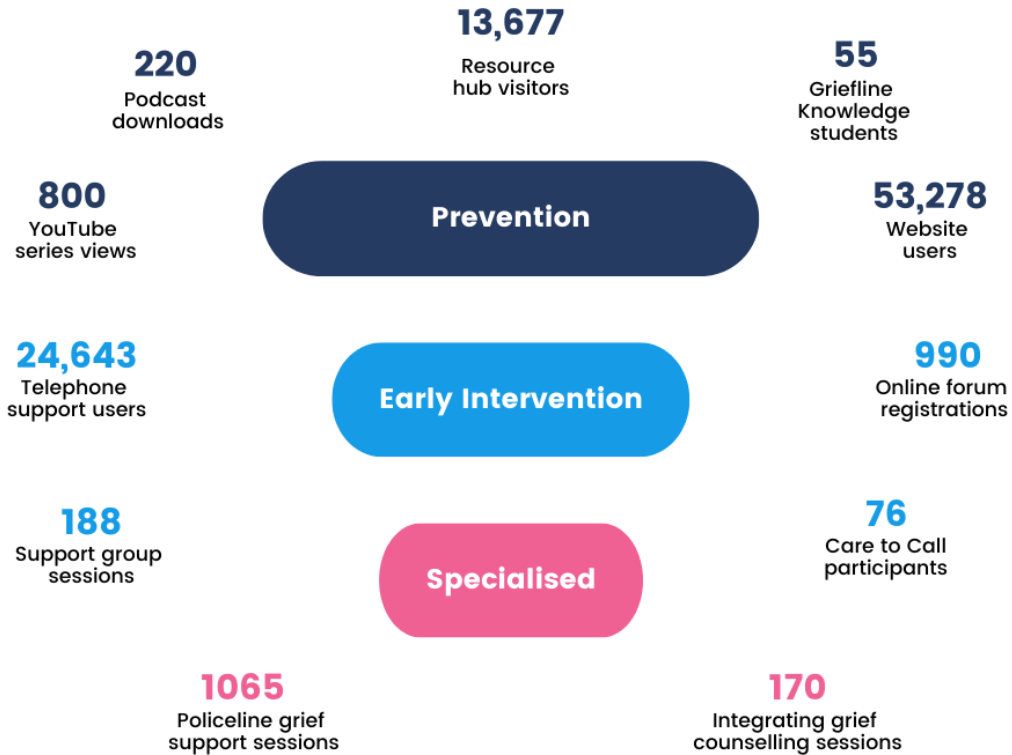 13,677
Resource
hub visitors
220
Podcast
downloads
55
Griefline
Knowledge
students
Prevention
800
YouTube
series views
53,278
Website
users
24,643
Telephone
support users
Early Intervention
990
Online forum
registrations
188
Support group
sessions
76
Care to Call
participants
Specialised
1065
Policeline grief
support sessions
170
Integrating grief
counselling sessions